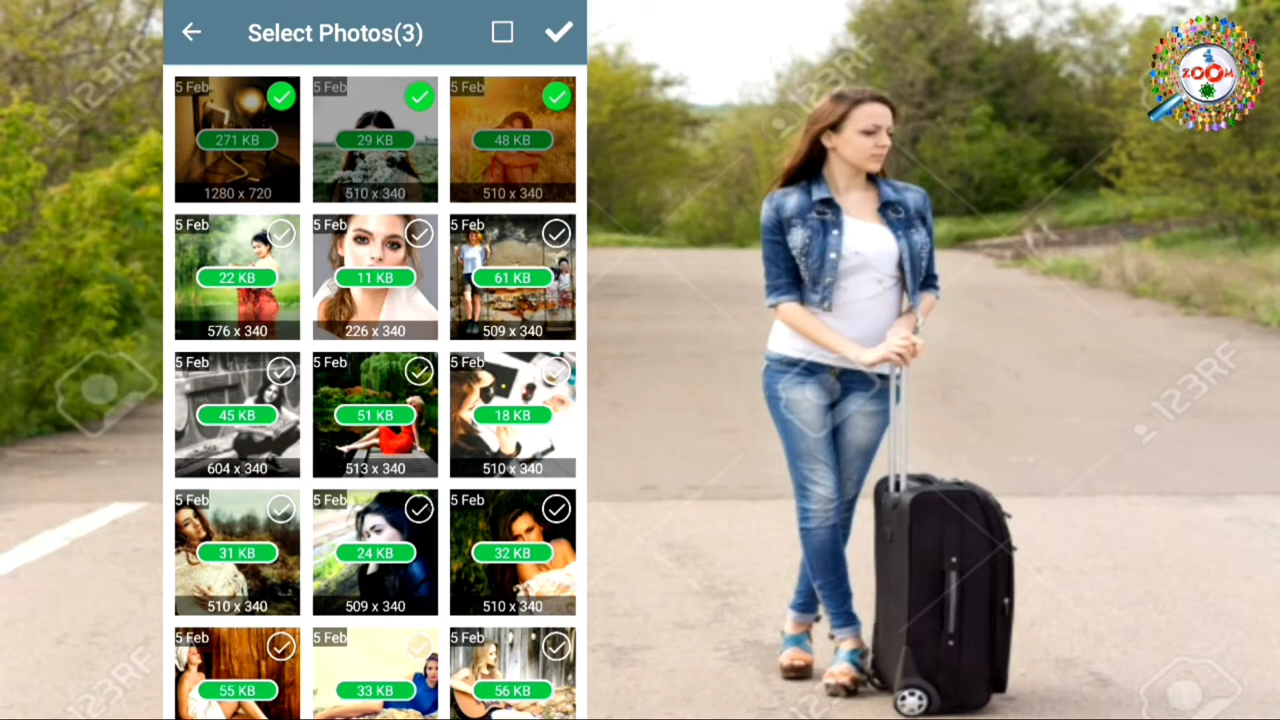 Select Photos(3)
5 Feb
271 KB
1280 x 720
5 Feb
29 KB
510 x 340
5 Feb
48 KB
510 x 340
5 Feb
22 KB
576 x 340
5 Feb
11 KB
226 x 340
5 Feb
61 KB
509 x 340
5 Feb
45 KB
604 x 340
5 Feb
51 KB
513 x 340
5 Feb
18 KB
510 x 340
5 Feb
31 KB
510 x 340
5 Feb
24 KB
509 x 340
5 Feb
32 KB
510 x 340
5 Feb
55 KB
5 Feb
33 KB
5 Feb
56 KB
ZOOM
123RF
123RF
123RF
123RF